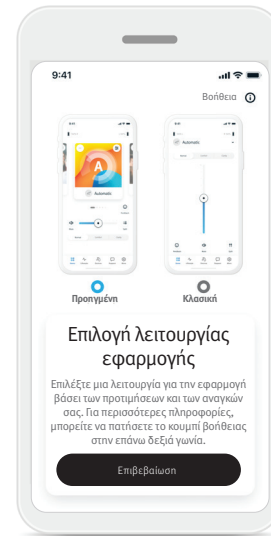 9:41
Βοήθεια
Automatic
Automatic
Προηγμένη
Κλασική
Επιλογή λειτουργίας
εφαρμογής
Επιλέξτε μια λειτουργία για την εφαρμογή
βάσει των προτιμήσεων και των αναγκών
σας. Για περισσότερες πληροφορίες,
μπορείτε να πατήσετε το κουμπί βοήθειας
στην επάνω δεξιά γωνία.
Επιβεβαίωση